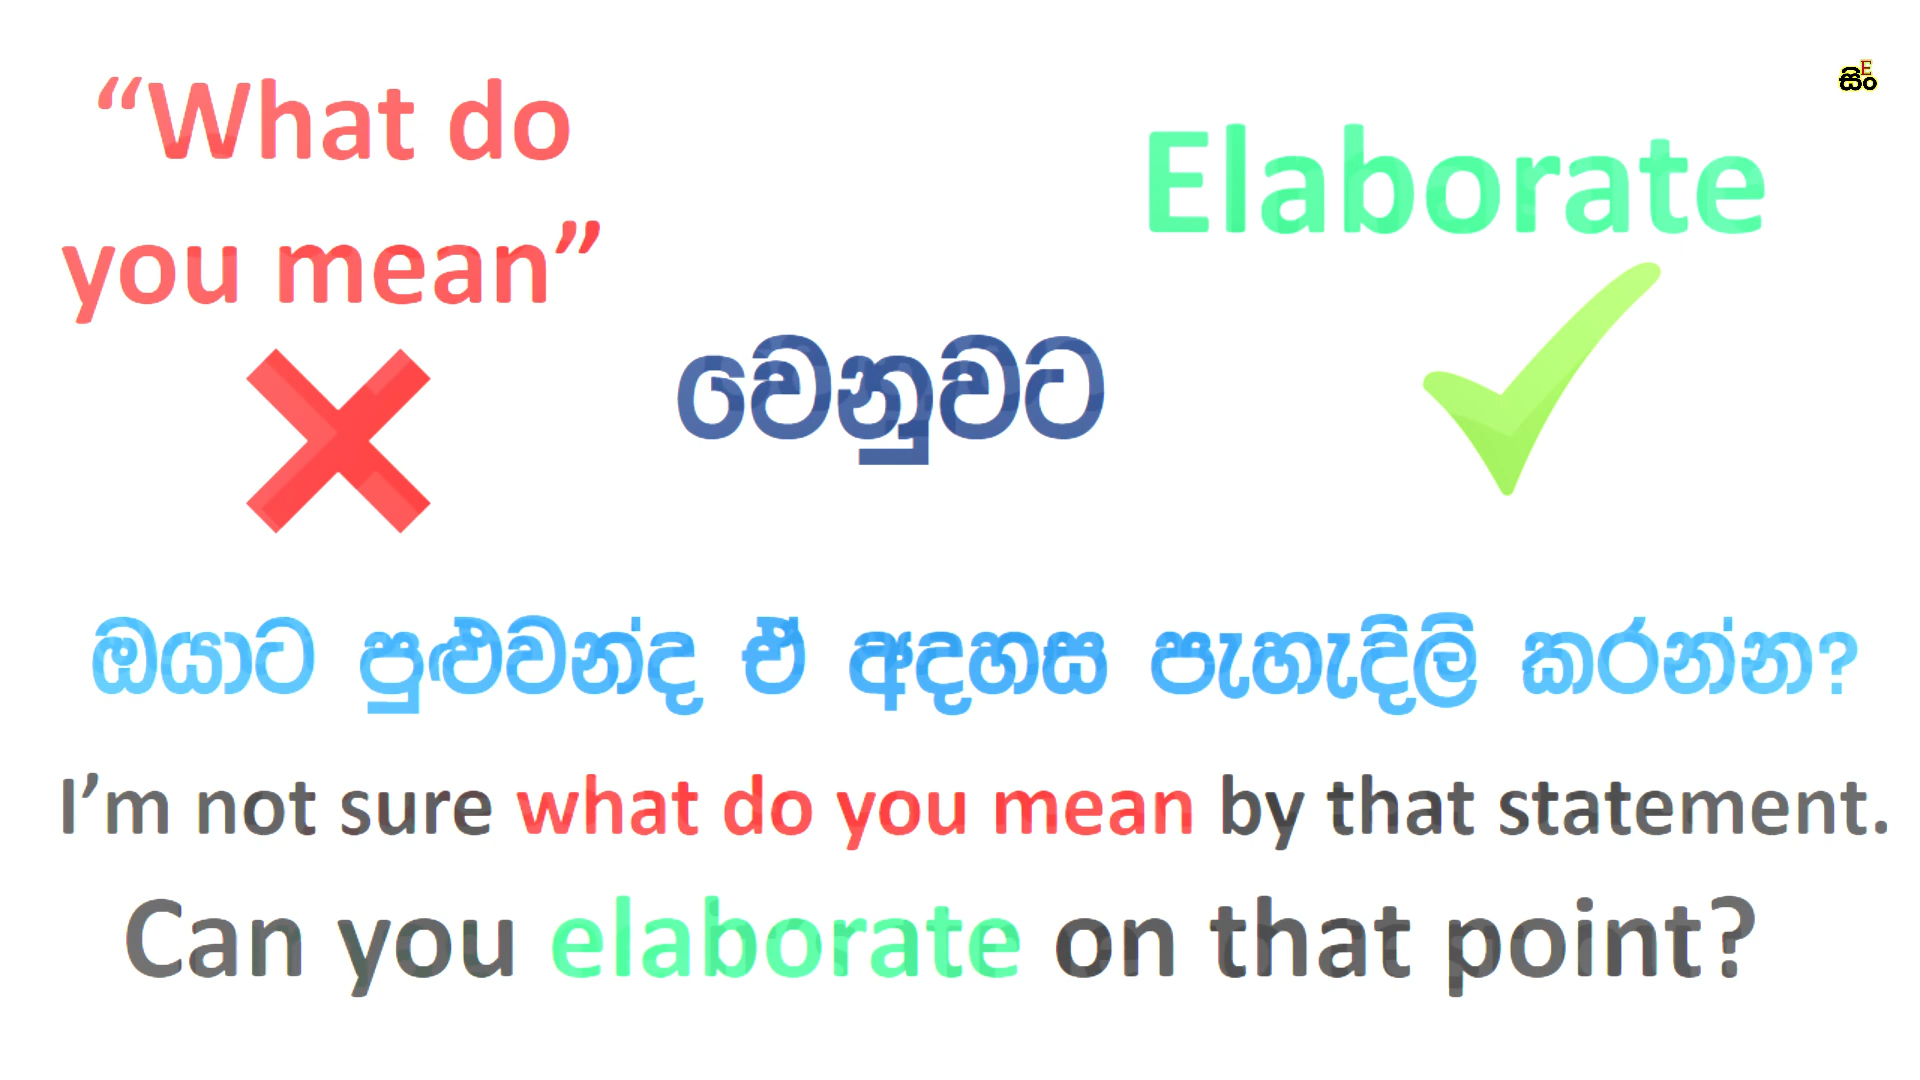 “What do
you mean”
Elaborate
සිංE
වෙනුවට
ඔයාට පුළුවන්ද ඒ අදහස පැහැදිලි කරන්න?
I’m not sure what do you mean by that statement.
Can you elaborate on that point?